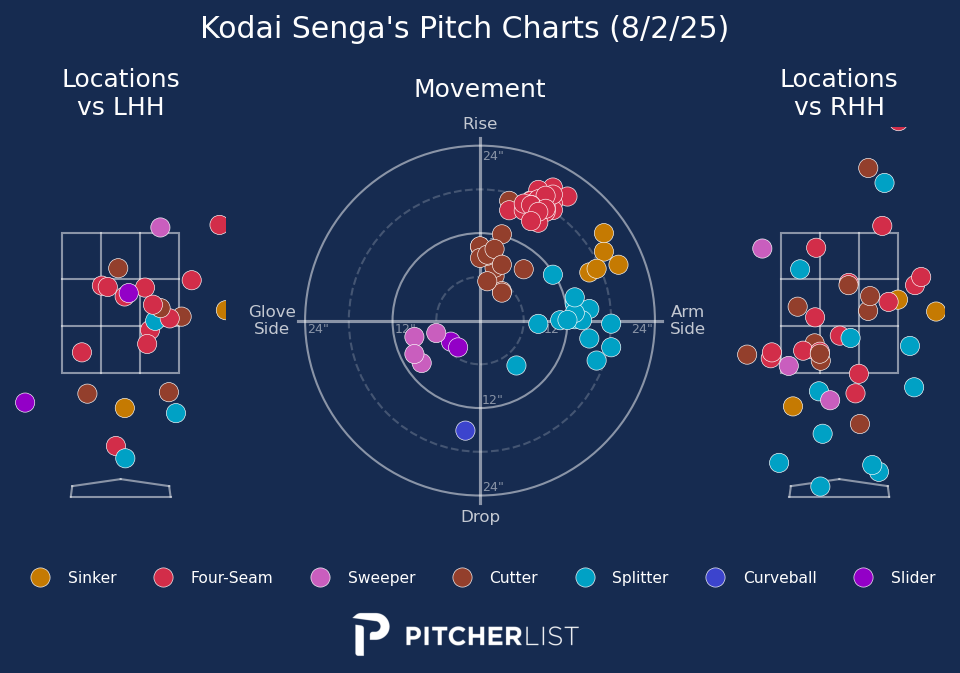 Kodai Senga's Pitch Charts (8/2/25)
Locations
vs LHH
Movement
Locations
vs RHH
Rise
24"
Glove
Side
24"
12"
12"
24"
Arm
Side
12"
24"
Drop
Sinker
Four-Seam
Sweeper
Cutter
Splitter
Curveball
Slider
PITCHERLIST